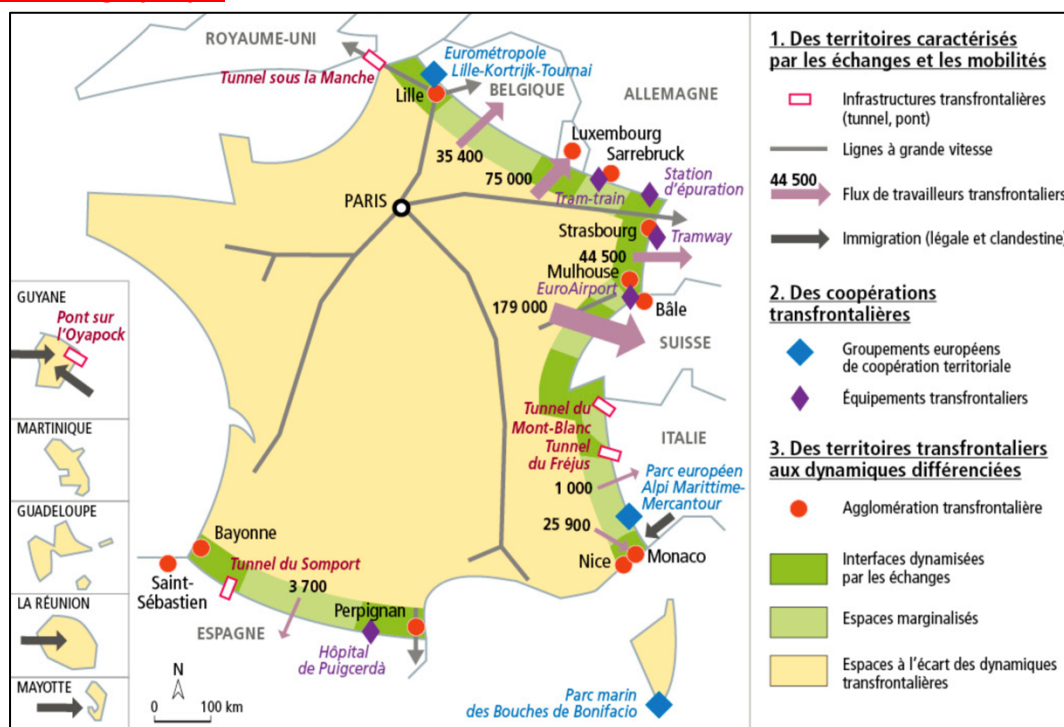 ROYAUME-UNI
Tunnel sous la Manche
Eurométropole
Lille-Kortrijk-Tournai
Lille
BELGIQUE
ALLEMAGNE
35 400
75 000
Luxembourg
Sarrebruck
Tram-train
Station
d'épuration
PARIS
Strasbourg
Tramway
44 500
Mulhouse
EuroAirport
179 000
Bâle
SUISSE
Tunnel du
Mont-Blanc
Tunnel
du Fréjus
ITALIE
1 000
Parc européen
Alpi Marittime-
Mercantour
25 900
Nice
Monaco
Bayonne
Saint-
Sébastien
Tunnel du Somport
3 700
Perpignan
ESPAGNE
Hôpital
de Puigcerdà
Parc marin
des Bouches de Bonifacio
N
0 100 km
GUYANE
Pont sur
l'Oyapock
MARTINIQUE
GUADELOUPE
LA RÉUNION
MAYOTTE
1. Des territoires caractérisés
par les échanges et les mobilités
Infrastructures transfrontalières
(tunnel, pont)
Lignes à grande vitesse
44 500
Flux de travailleurs transfrontaliers
Immigration (légale et clandestine)
2. Des coopérations
transfrontalières
Groupements européens
de coopération territoriale
Équipements transfrontaliers
3. Des territoires transfrontaliers
aux dynamiques différenciées
Agglomération transfrontalière
Interfaces dynamisées
par les échanges
Espaces marginalisés
Espaces à l'écart des dynamiques
transfrontalières